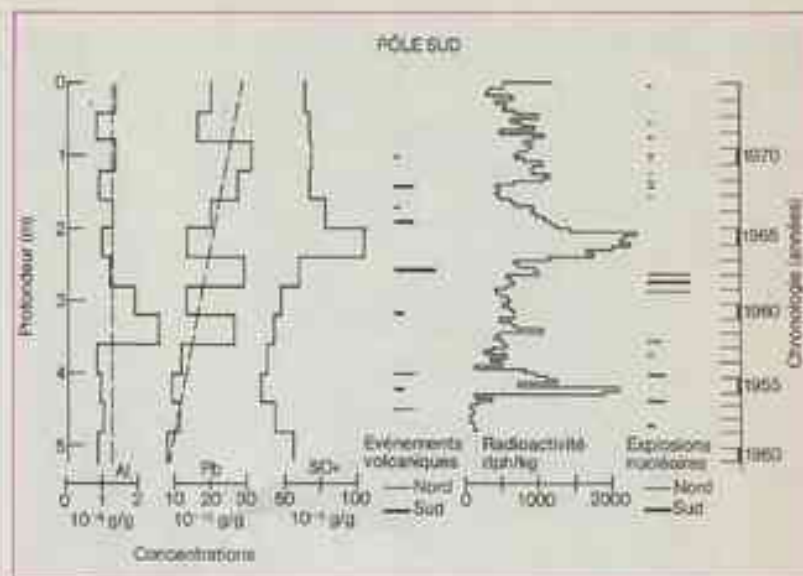 PÔLE SUD
0
1
2
3
4
5
Profondeur (m)
Al
Pb
SO₄
0 1 2
10 20 30
50 100
g/g
g/g
g/g
Concentrations
Evénements
volcaniques
Nord
Sud
Radioactivité
dph/kg
0 1000 2000
Explosions
nucléaires
Nord
Sud
1970
1965
1960
1955
Chronologie (années)